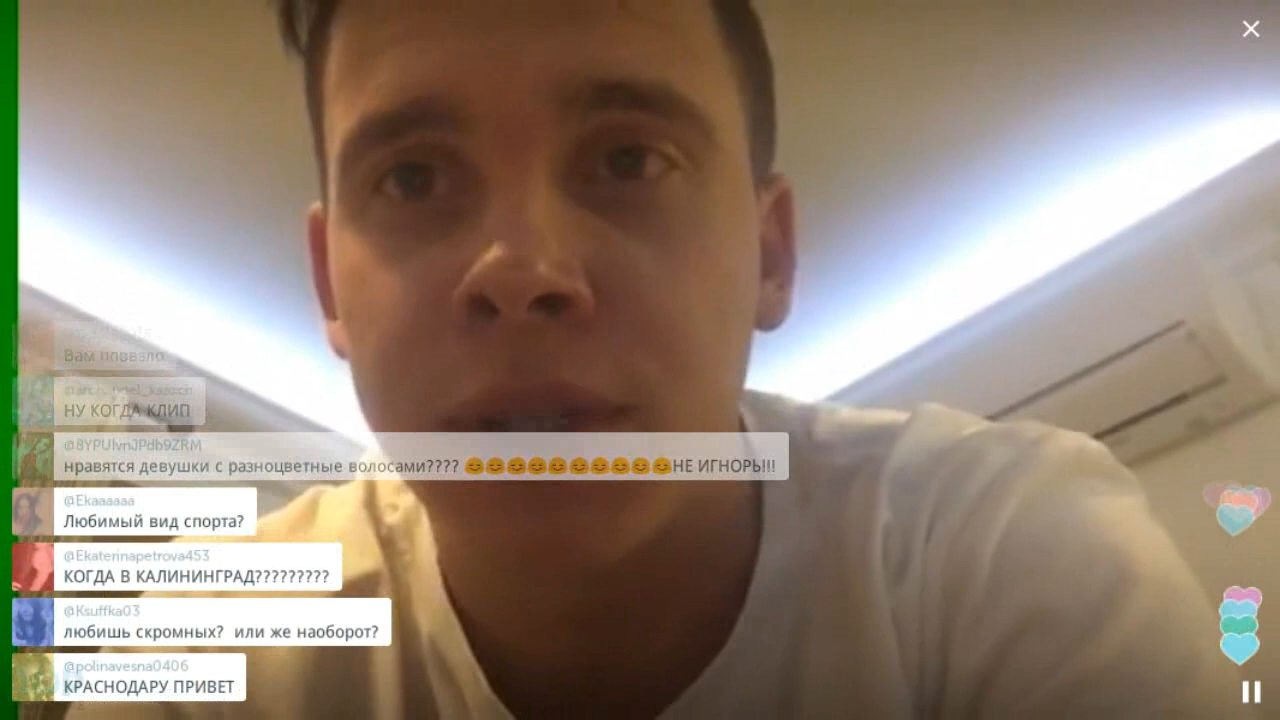 Вам повезло
НУ КОГДА КЛИП
@8YPUlvnJPdb9ZRM
нравятся девушки с разноцветные волосами???? 😊😊😊😊😊😊😊😊😊😊НЕ ИГНОРЬ!!!
@Ekaaaaaa
Любимый вид спорта?
@Ekaterinapetrova453
КОГДА В КАЛИНИНГРАД?????????
@Ksuffka03
любишь скромных? или же наоборот?
@polinavesna0406
КРАСНОДАРУ ПРИВЕТ